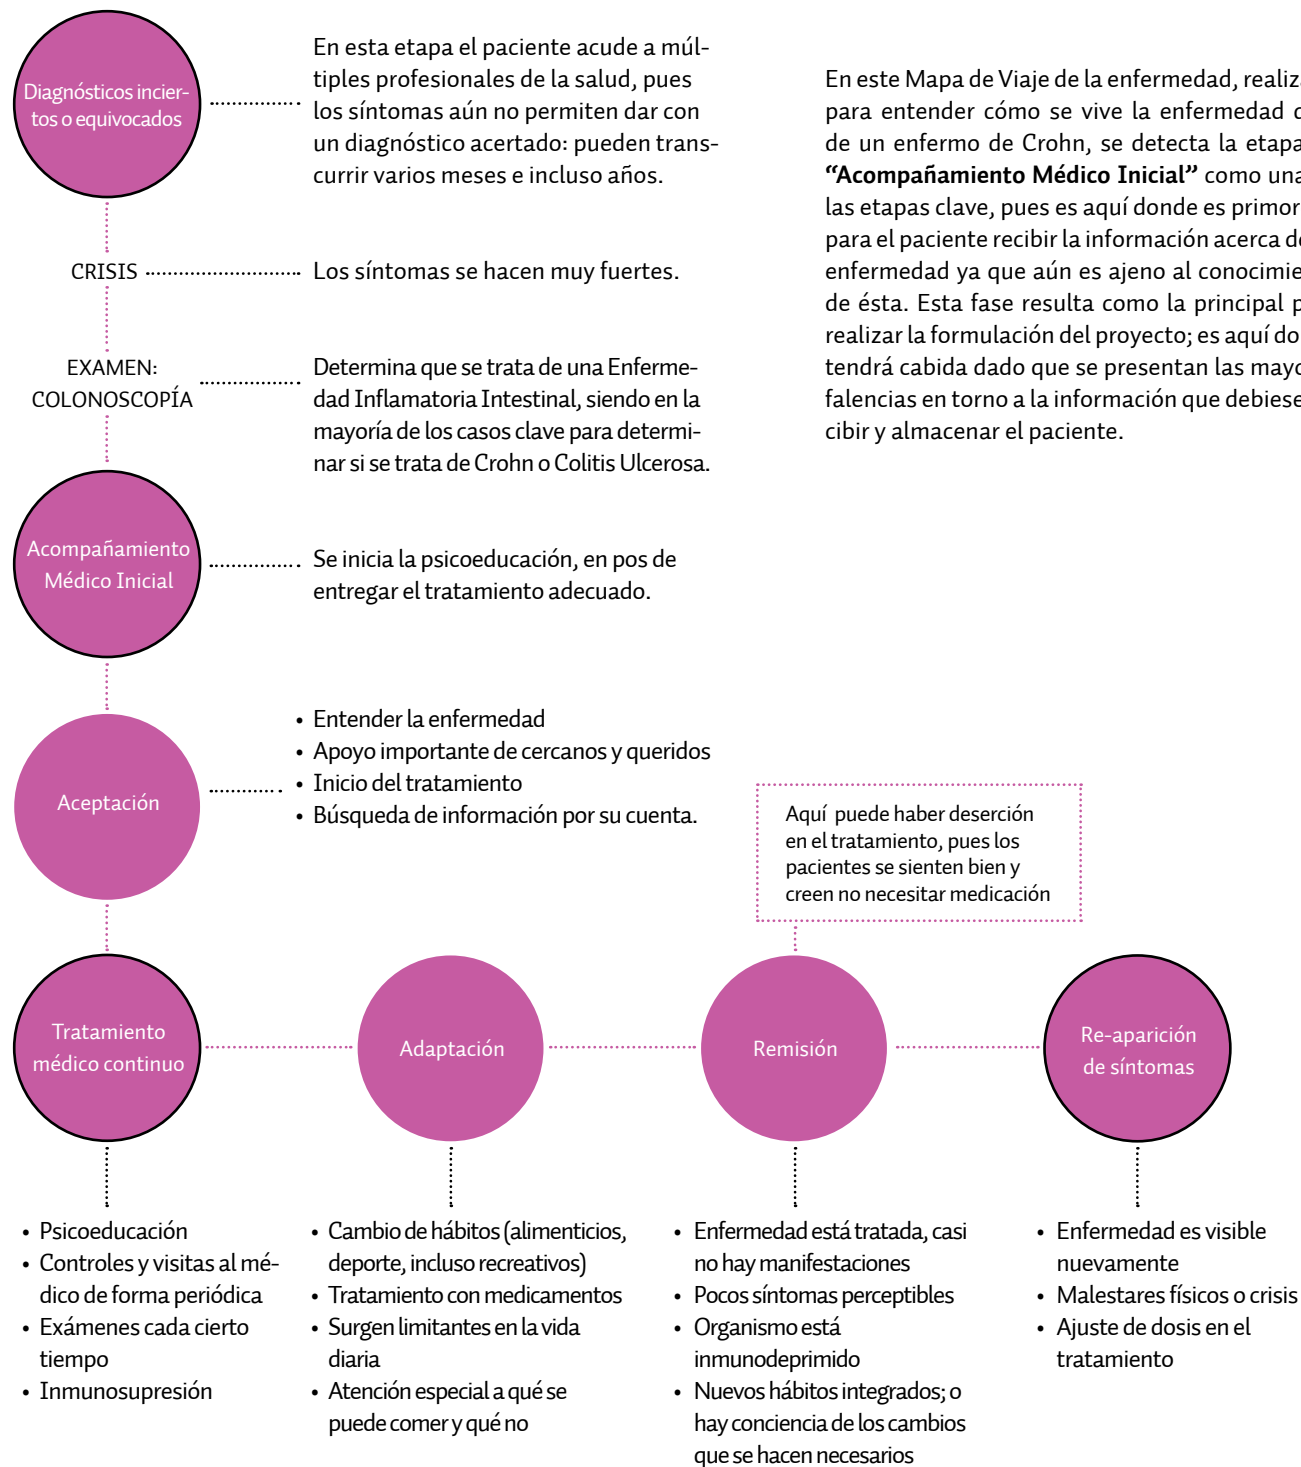 Diagnósticos incier-
tos o equivocados
En esta etapa el paciente acude a múl-
tiples profesionales de la salud, pues
los síntomas aún no permiten dar con
un diagnóstico acertado: pueden trans-
currir varios meses e incluso años.
CRISIS
Los síntomas se hacen muy fuertes.
EXAMEN:
COLONOSCOPÍA
Determina que se trata de una Enferme-
dad Inflamatoria Intestinal, siendo en la
mayoría de los casos clave para determi-
nar si se trata de Crohn o Colitis Ulcerosa.
Acompañamiento
Médico Inicial
Se inicia la psicoeducación, en pos de
entregar el tratamiento adecuado.
Aceptación
• Entender la enfermedad
• Apoyo importante de cercanos y queridos
• Inicio del tratamiento
• Búsqueda de información por su cuenta.
En este Mapa de Viaje de la enfermedad,
para entender cómo se vive la enfermedad
de un enfermo de Crohn, se detecta la etapa
“Acompañamiento Médico Inicial” como una
las etapas clave, pues es aquí donde es
para el paciente recibir la información acerca
enfermedad ya que aún es ajeno al
de ésta. Esta fase resulta como la principal
realizar la formulación del proyecto; es aquí
tendrá cabida dado que se presentan las
falencias en torno a la información que debiese
cibir y almacenar el paciente.
Aquí puede haber deserción
en el tratamiento, pues los
pacientes se sienten bien y
creen no necesitar medicación
Tratamiento
médico continuo
Adaptación
Remisión
Re-aparición
de síntomas
• Psicoeducación
• Controles y visitas al mé-
dico de forma periódica
• Exámenes cada cierto
tiempo
• Inmunosupresión
• Cambio de hábitos (alimenticios,
deporte, incluso recreativos)
• Tratamiento con medicamentos
• Surgen limitantes en la vida
diaria
• Atención especial a qué se
puede comer y qué no
• Enfermedad está tratada, casi
no hay manifestaciones
• Pocos síntomas perceptibles
• Organismo está
inmunodeprimido
• Nuevos hábitos integrados; o
hay conciencia de los cambios
que se hacen necesarios
• Enfermedad es visible
nuevamente
• Malestares físicos o crisis
• Ajuste de dosis en el
tratamiento